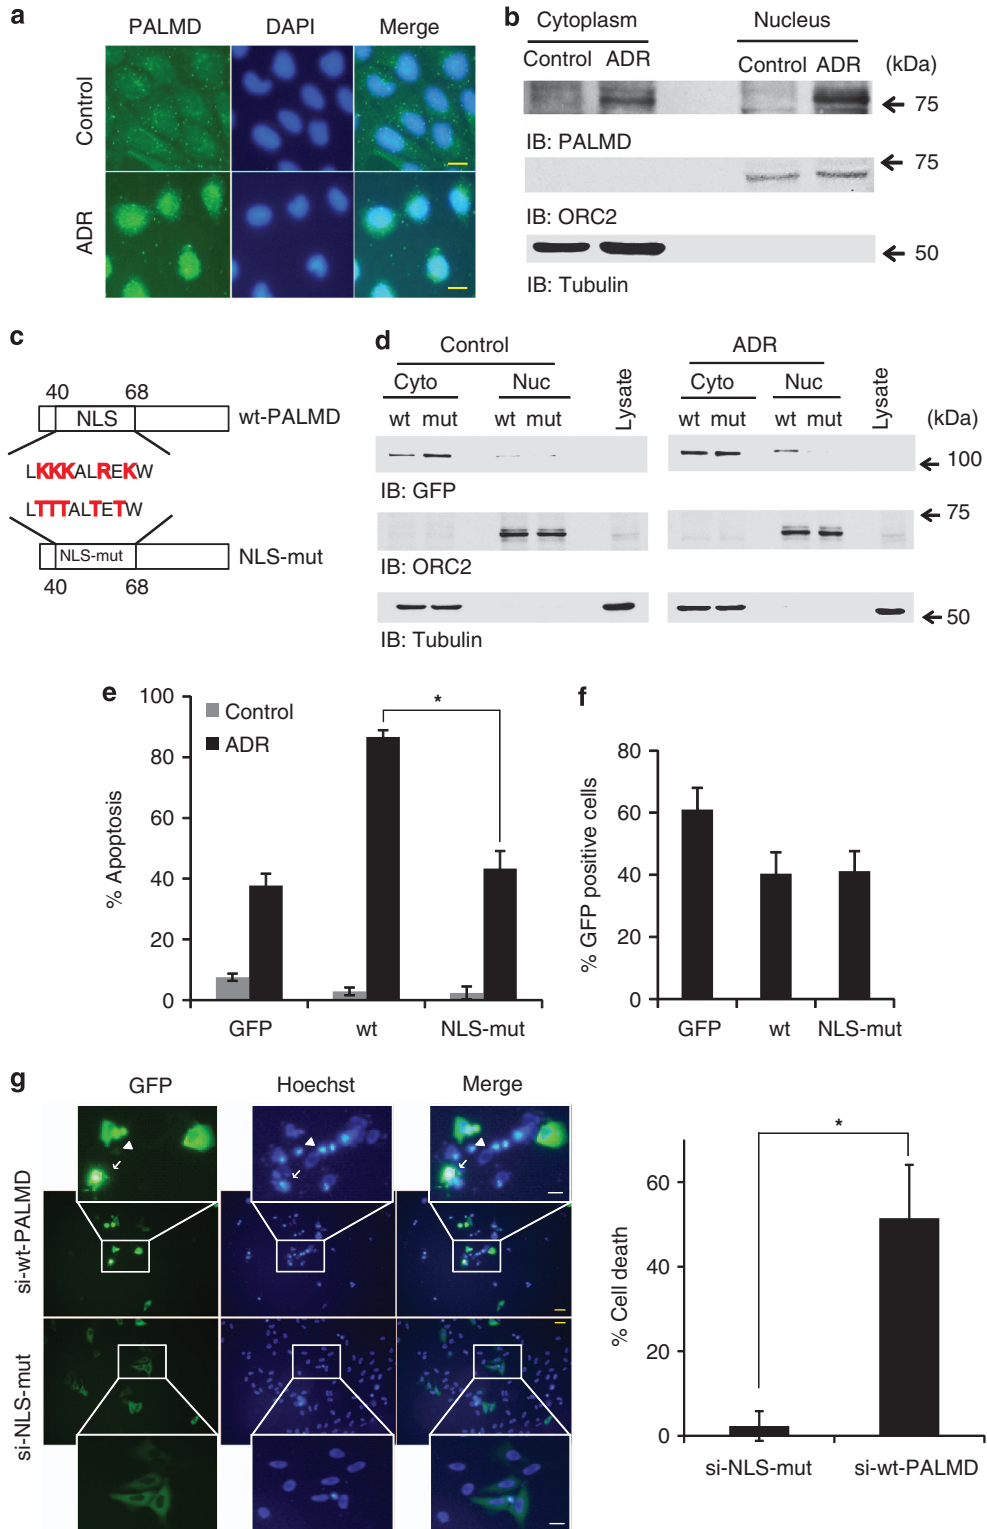 a
PALMD DAPI Merge
Control
ADR
b
Cytoplasm Nucleus
Control ADR Control ADR (kDa)
75
IB: PALMD
75
IB: ORC2
50
IB: Tubulin
c
40 68
NLS wt-PALMD
LKKKALREKW
LTTTALTETW
NLS-mut NLS-mut
40 68
d
Control ADR
Cyto Nuc Lysate Cyto Nuc Lysate
wt mut wt mut wt mut wt mut (kDa)
100
IB: GFP
75
IB: ORC2
50
IB: Tubulin
e
100
80
60
40
20
0
% Apoptosis
Control
ADR
*
GFP wt NLS-mut
f
80
60
40
20
0
% GFP positive cells
GFP wt NLS-mut
g
GFP Hoechst Merge
si-wt-PALMD
si-NLS-mut
60
40
20
0
% Cell death
*
si-NLS-mut si-wt-PALMD